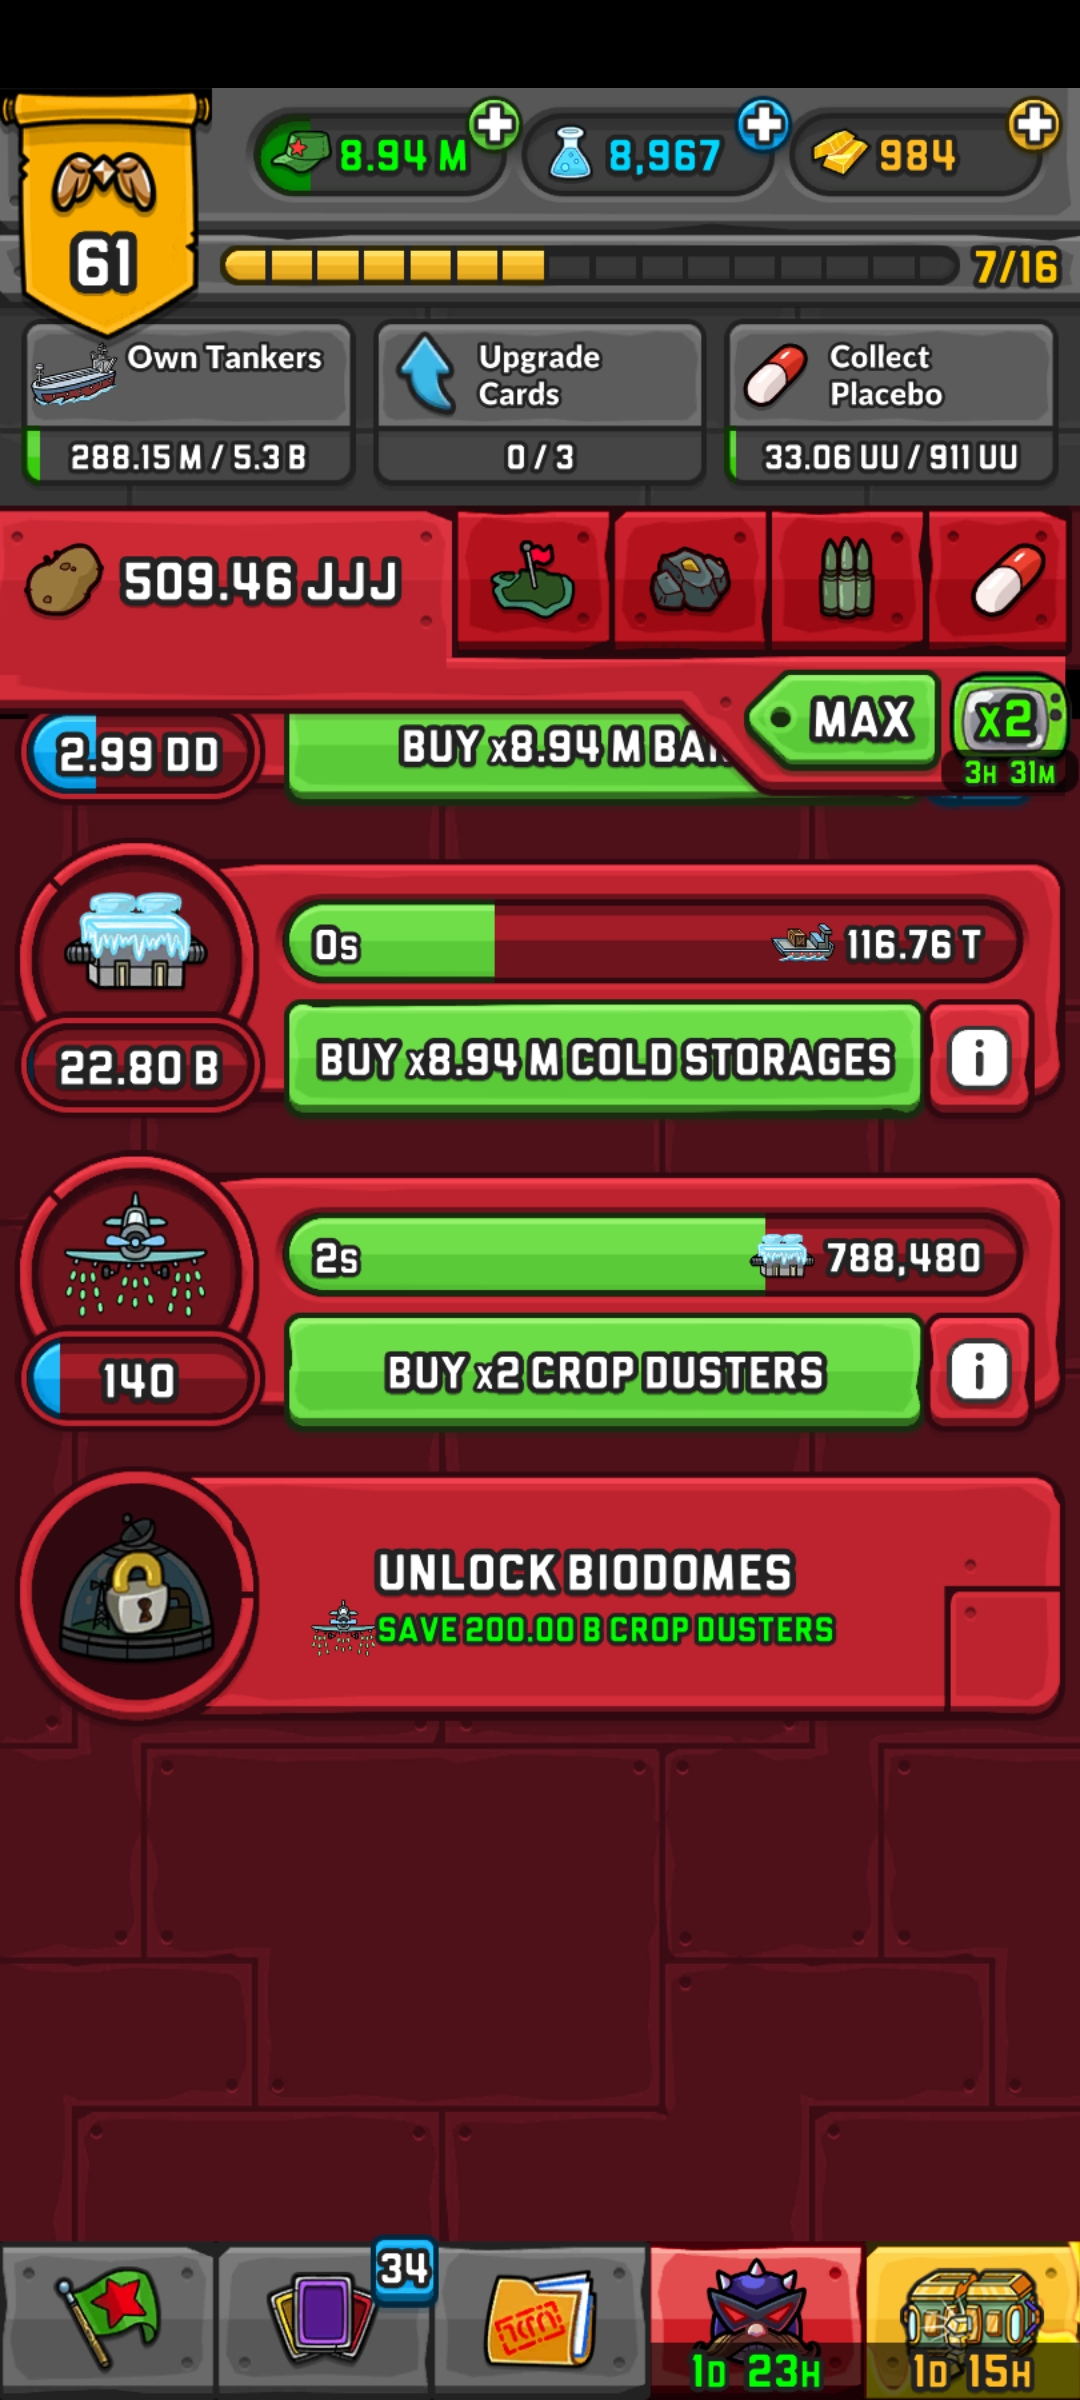 8.94 M
8,967
984
61
7/16
Own Tankers
288.15 M / 5.3 B
Upgrade
Cards
0 / 3
Collect
Placebo
33.06 UU / 911 UU
509.46 JJJ
MAX
x2
3H 31M
2.99 DD
BUY x8.94 M
0s
116.76 T
22.80 B
BUY x8.94 M COLD STORAGES
i
2s
788,480
140
BUY x2 CROP DUSTERS
i
UNLOCK BIODOMES
SAVE 200.00 B CROP DUSTERS
34
1D 23H
1D 15H